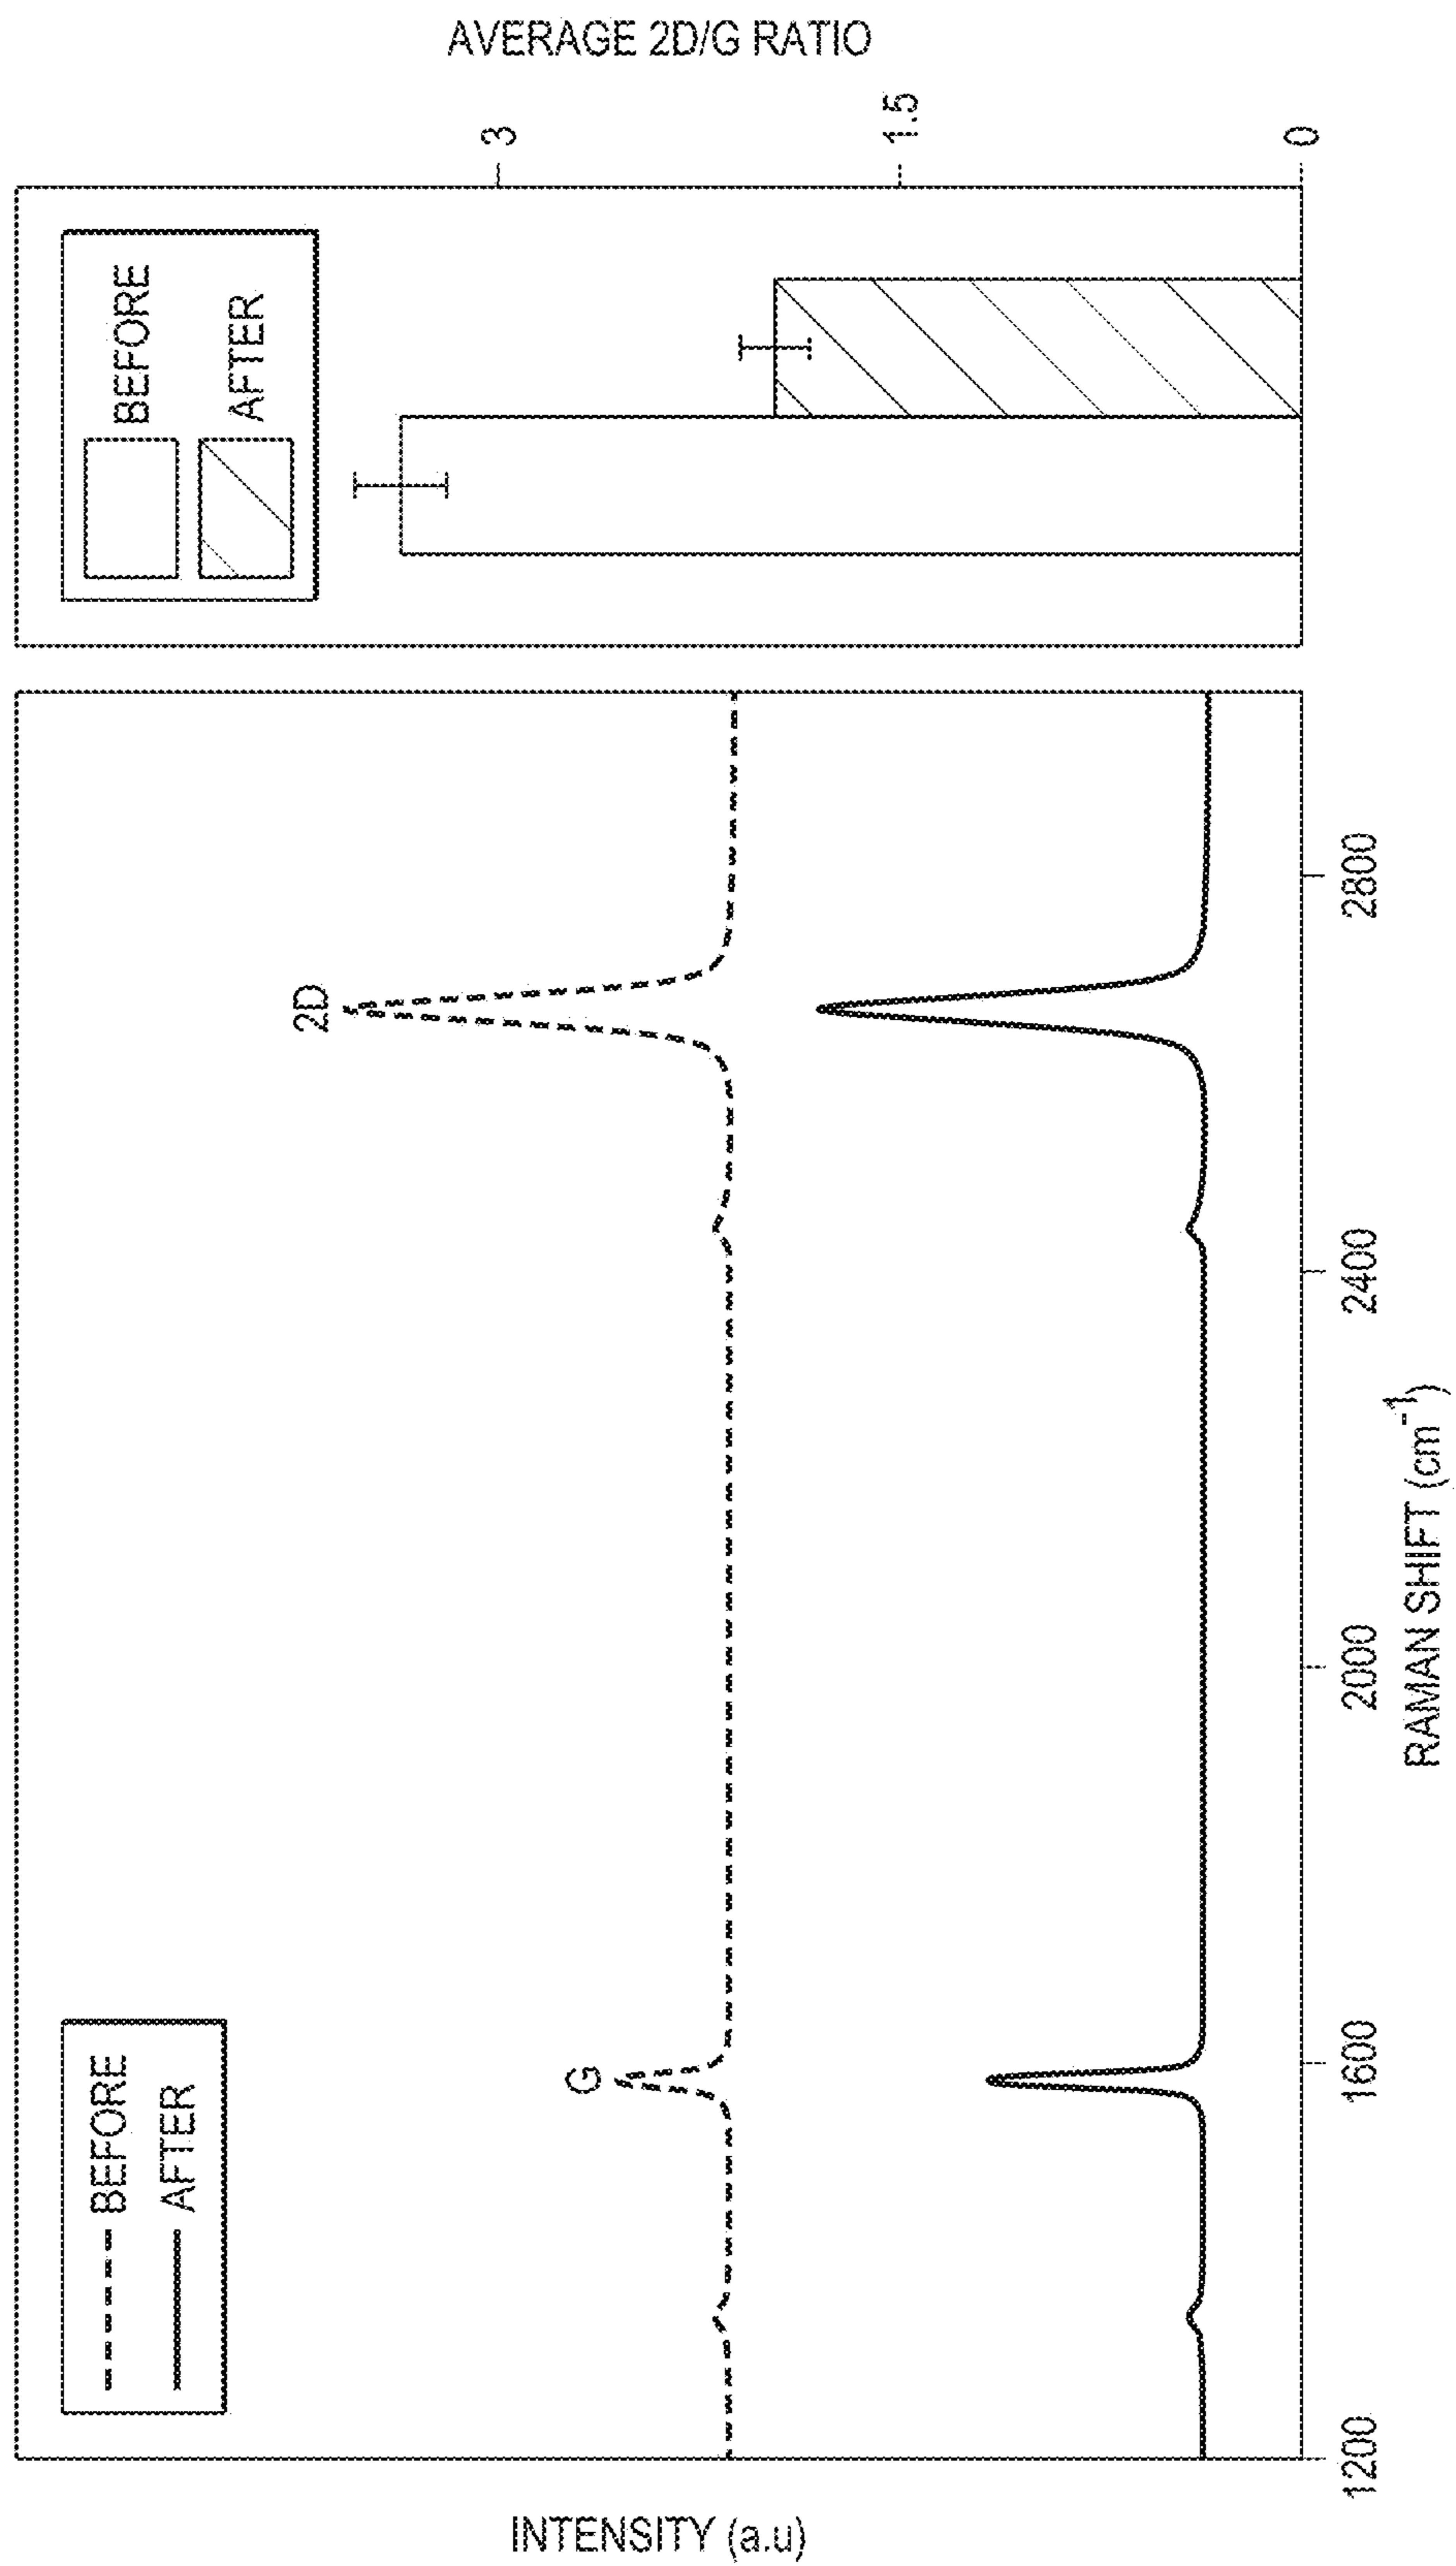 INTENSITY (a.u)
BEFORE
AFTER
G
2D
1200
1600
2000
2400
2800
RAMAN SHIFT (cm⁻¹)
BEFORE
AFTER
3
1.5
0
AVERAGE 2D/G RATIO